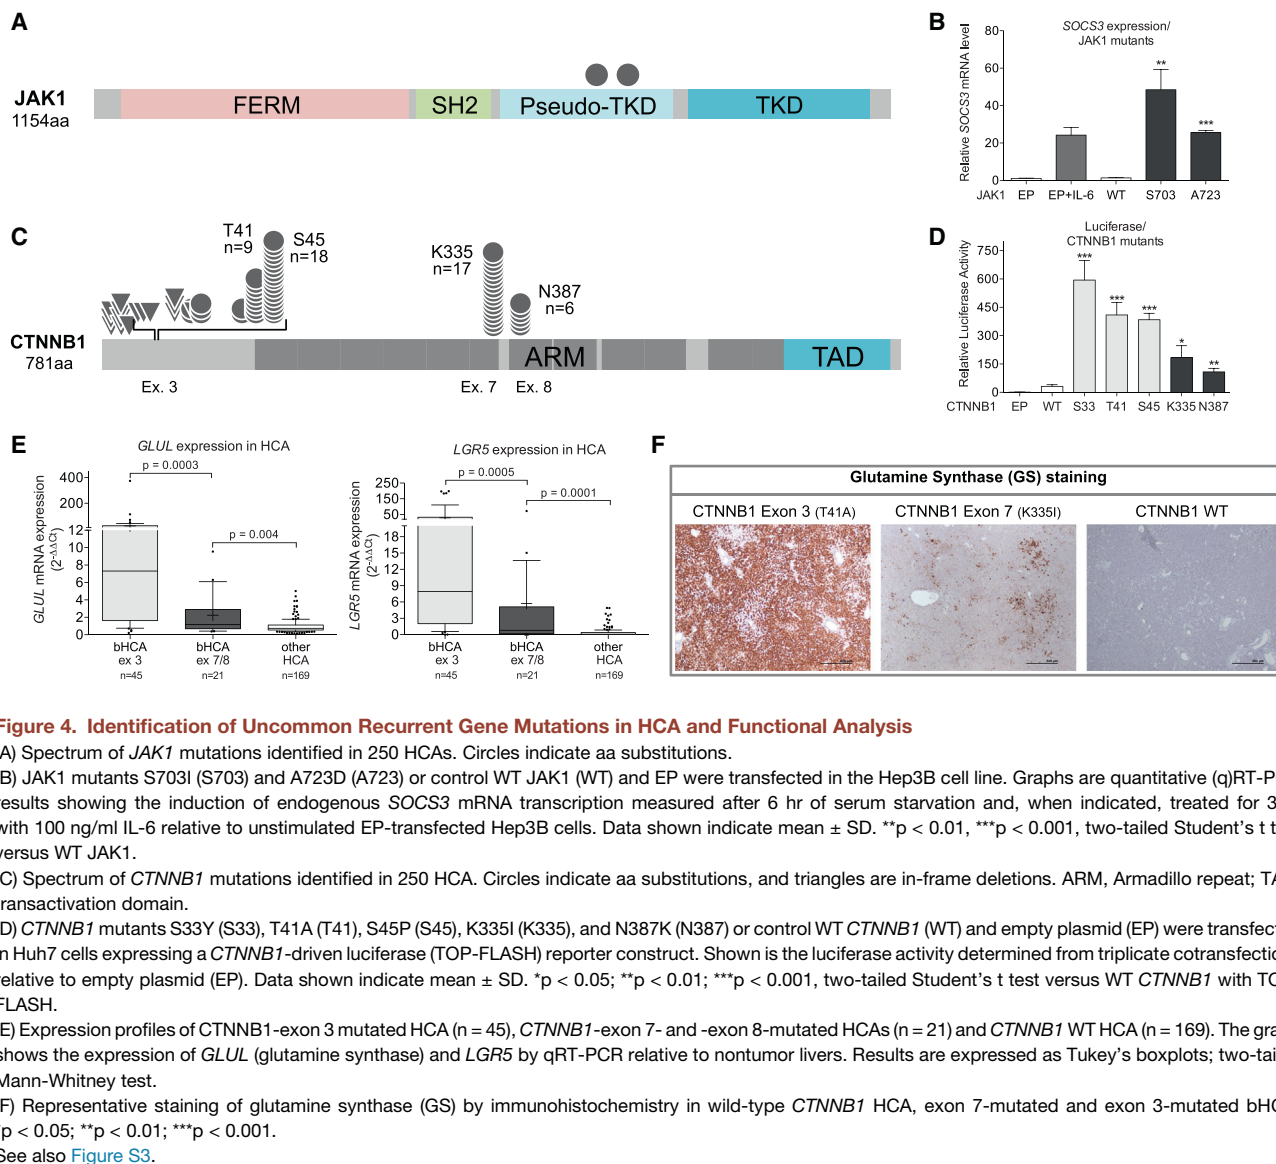 A
JAK1
1154aa
FERM
SH2
Pseudo-TKD
TKD
B
SOCS3 expression/
JAK1 mutants
Relative SOCS3 mRNA level
80
60
40
20
0
**
***
JAK1 EP EP+IL-6 WT S703 A723
C
T41
n=9
S45
n=18
K335
n=17
N387
n=6
CTNNB1
781aa
ARM
TAD
Ex. 3
Ex. 7
Ex. 8
D
Luciferase/
CTNNB1 mutants
Relative Luciferase Activity
750
600
450
300
150
0
***
***
***
*
**
CTNNB1 EP WT S33 T41 S45 K335 N387
E
GLUL expression in HCA
p = 0.0003
p = 0.004
GLUL mRNA expression
(2-ΔΔCt)
400
200
12
10
8
6
4
2
0
bHCA ex 3 n=45
bHCA ex 7/8 n=21
other HCA n=169
LGR5 expression in HCA
p = 0.0005
p = 0.0001
LGR5 mRNA expression
(2-ΔΔCt)
250
150
50
18
15
12
9
6
3
0
bHCA ex 3 n=45
bHCA ex 7/8 n=21
other HCA n=169
F
Glutamine Synthase (GS) staining
CTNNB1 Exon 3 (T41A)
CTNNB1 Exon 7 (K335I)
CTNNB1 WT
Figure 4. Identification of Uncommon Recurrent Gene Mutations in HCA and Functional Analysis
A) Spectrum of JAK1 mutations identified in 250 HCAs. Circles indicate aa substitutions.
B) JAK1 mutants S703I (S703) and A723D (A723) or control WT JAK1 (WT) and EP were transfected in the Hep3B cell line. Graphs are quantitative (q)RT-P
results showing the induction of endogenous SOCS3 mRNA transcription measured after 6 hr of serum starvation and, when indicated, treated for 3
with 100 ng/ml IL-6 relative to unstimulated EP-transfected Hep3B cells. Data shown indicate mean ± SD. **p < 0.01, ***p < 0.001, two-tailed Student's t t
versus WT JAK1.
C) Spectrum of CTNNB1 mutations identified in 250 HCA. Circles indicate aa substitutions, and triangles are in-frame deletions. ARM, Armadillo repeat; TA
transactivation domain.
D) CTNNB1 mutants S33Y (S33), T41A (T41), S45P (S45), K335I (K335), and N387K (N387) or control WT CTNNB1 (WT) and empty plasmid (EP) were transfect
in Huh7 cells expressing a CTNNB1-driven luciferase (TOP-FLASH) reporter construct. Shown is the luciferase activity determined from triplicate cotransfectio
relative to empty plasmid (EP). Data shown indicate mean ± SD. *p < 0.05; **p < 0.01; ***p < 0.001, two-tailed Student's t test versus WT CTNNB1 with TO
FLASH.
E) Expression profiles of CTNNB1-exon 3 mutated HCA (n = 45), CTNNB1-exon 7- and -exon 8-mutated HCAs (n = 21) and CTNNB1 WT HCA (n = 169). The gra
shows the expression of GLUL (glutamine synthase) and LGR5 by qRT-PCR relative to nontumor livers. Results are expressed as Tukey's boxplots; two-tai
Mann-Whitney test.
F) Representative staining of glutamine synthase (GS) by immunohistochemistry in wild-type CTNNB1 HCA, exon 7-mutated and exon 3-mutated bHC
*p < 0.05; **p < 0.01; ***p < 0.001.
See also Figure S3.